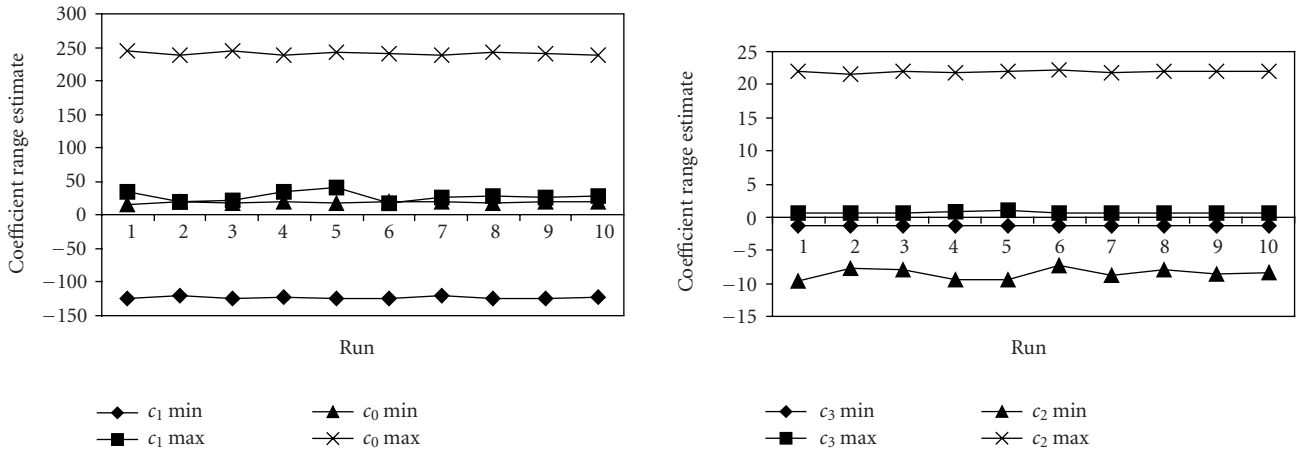 Coefficient range estimate
300
250
200
150
100
50
0
−50
−100
−150
1 2 3 4 5 6 7 8 9 10
Run
c1 min
c1 max
c0 min
c0 max
Coefficient range estimate
25
20
15
10
5
0
−5
−10
−15
1 2 3 4 5 6 7 8 9 10
Run
c3 min
c3 max
c2 min
c2 max